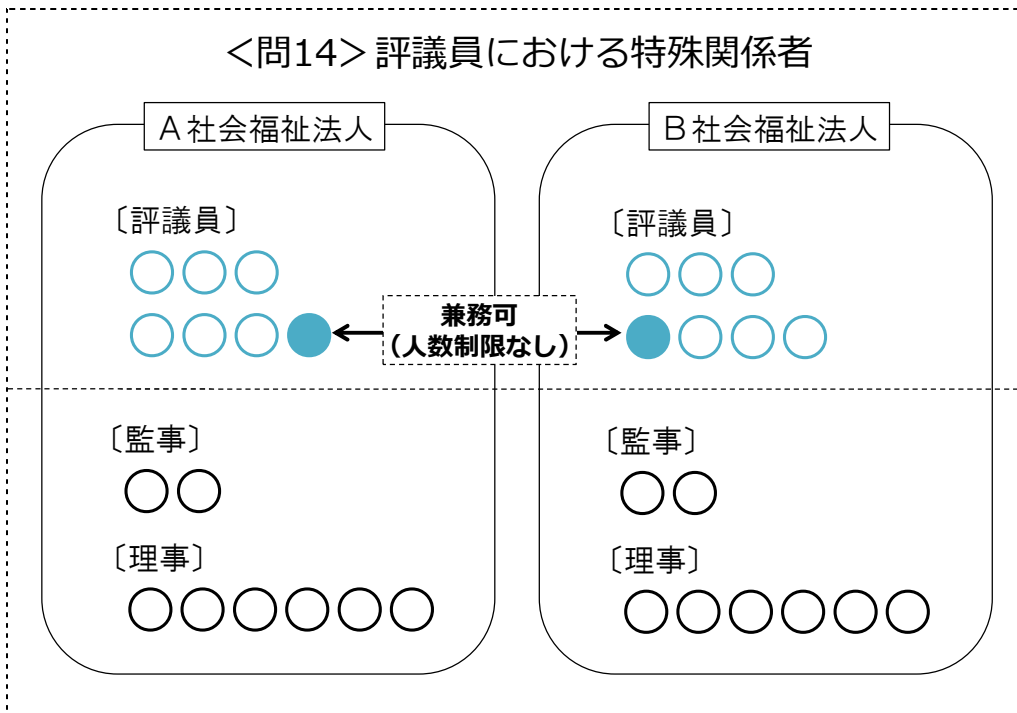 ＜問14＞評議員における特殊関係者
Ａ社会福祉法人
Ｂ社会福祉法人
〔評議員〕
〔評議員〕
兼務可
（人数制限なし）
〔監事〕
〔監事〕
〔理事〕
〔理事〕